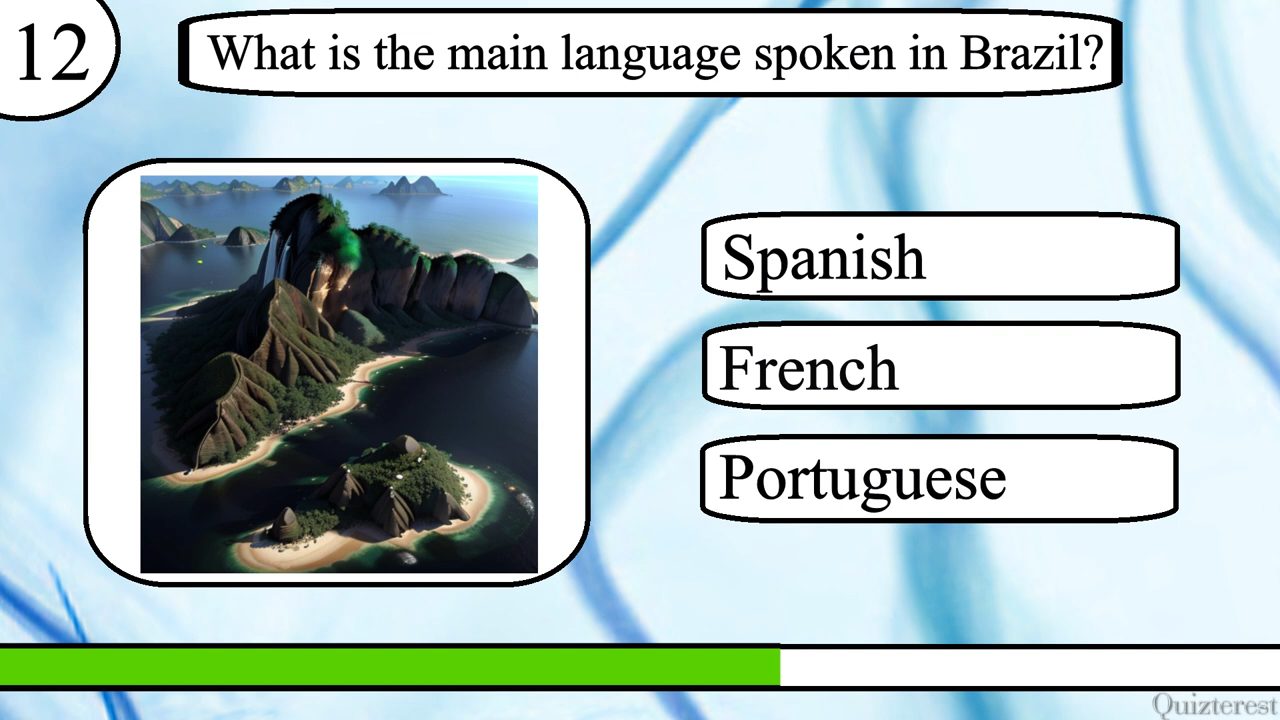 12
What is the main language spoken in Brazil?
Spanish
French
Portuguese
Quizterest